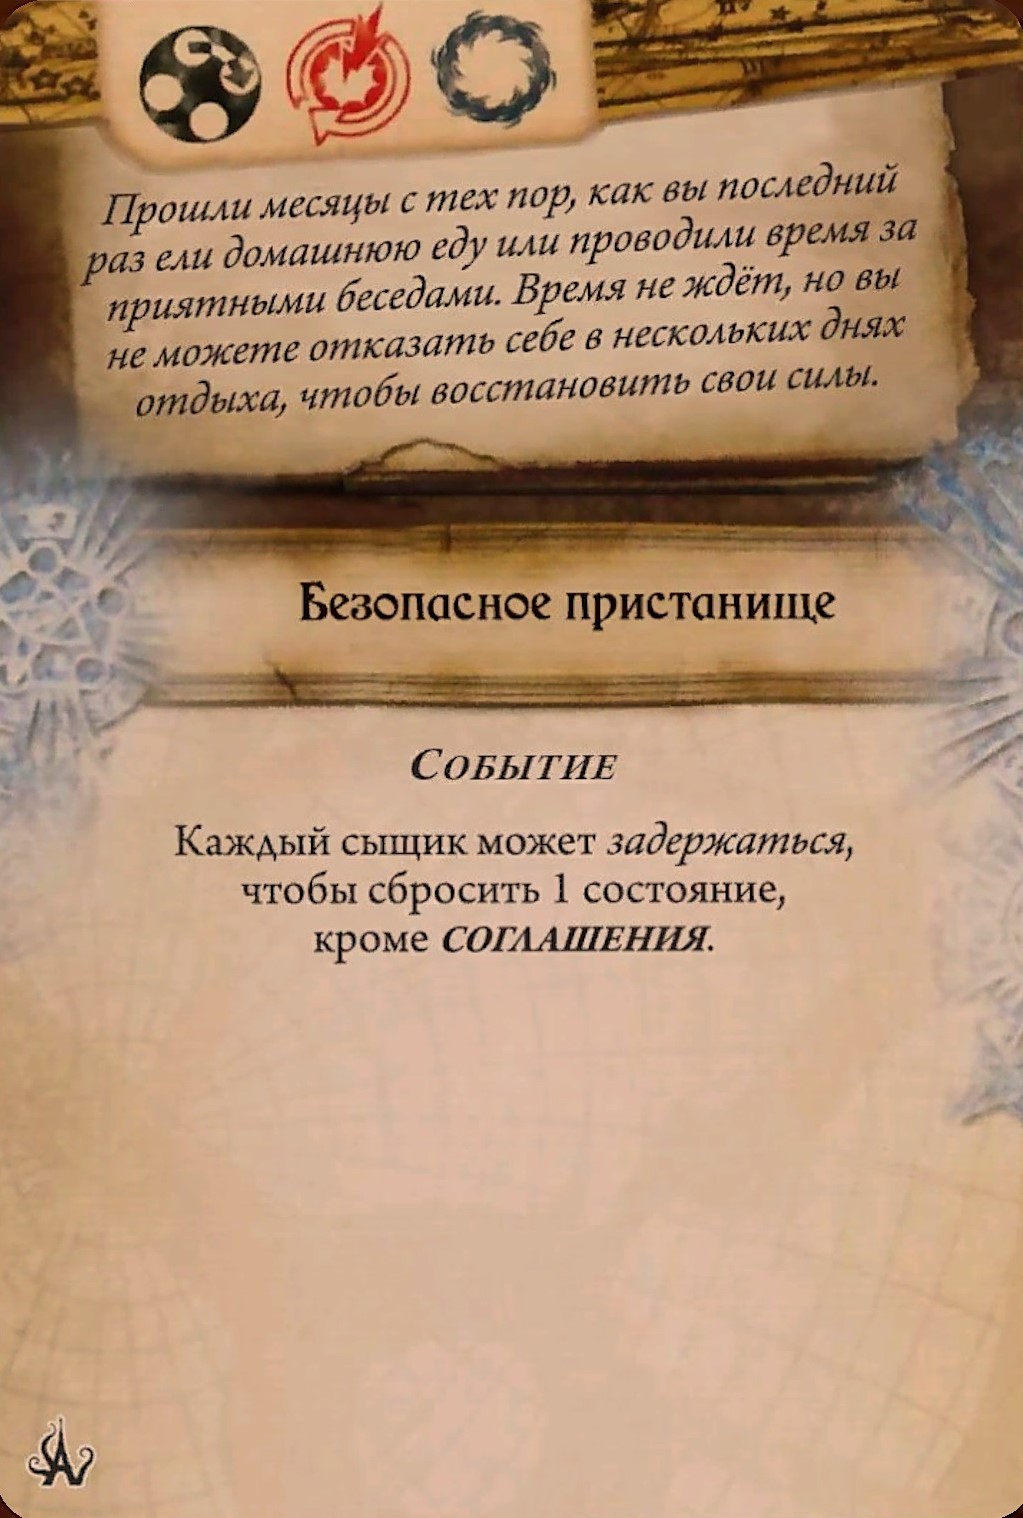 Прошли месяцы с тех пор, как вы последний
раз ели домашнюю еду или проводили время за
приятными беседами. Время не ждёт, но вы
не можете отказать себе в нескольких днях
отдыха, чтобы восстановить свои силы.
Безопасное пристанище
Событие
Каждый сыщик может задержаться,
чтобы сбросить 1 состояние,
кроме СОГЛАШЕНИЯ.